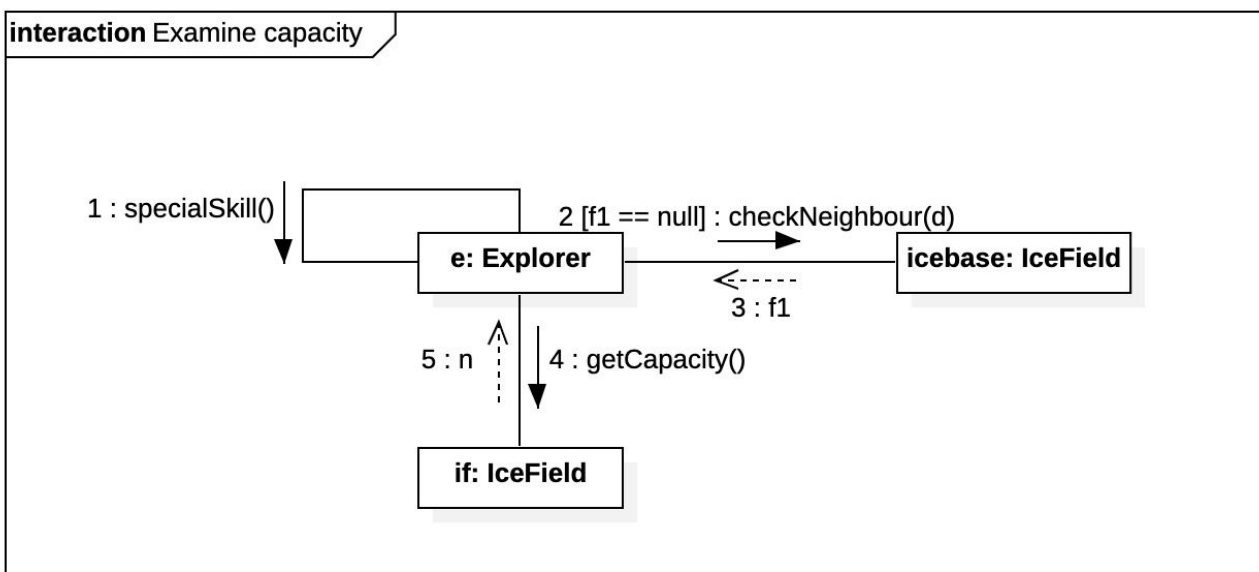 interaction Examine capacity
1 : specialSkill()
2 [f1 == null] : checkNeighbour(d)
e: Explorer
icebase: IceField
3 : f1
5 : n
4 : getCapacity()
if: IceField